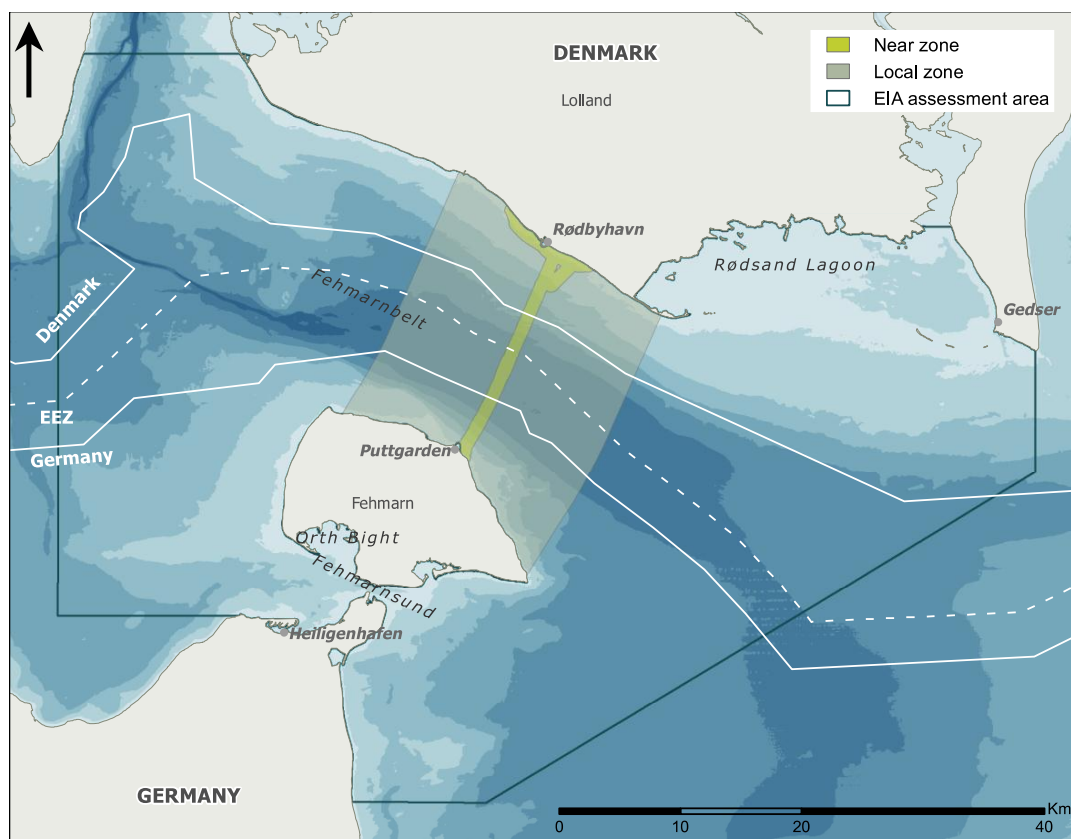 DENMARK
Lolland
Near zone
Local zone
EIA assessment area
Rødbyhavn
Rødsand Lagoon
Fehmarnbelt
Gedser
Denmark
EEZ
Germany
Puttgarden
Fehmarn
Orth Bight
Fehmarnsund
Heiligenhafen
GERMANY
Km
0 10 20 40